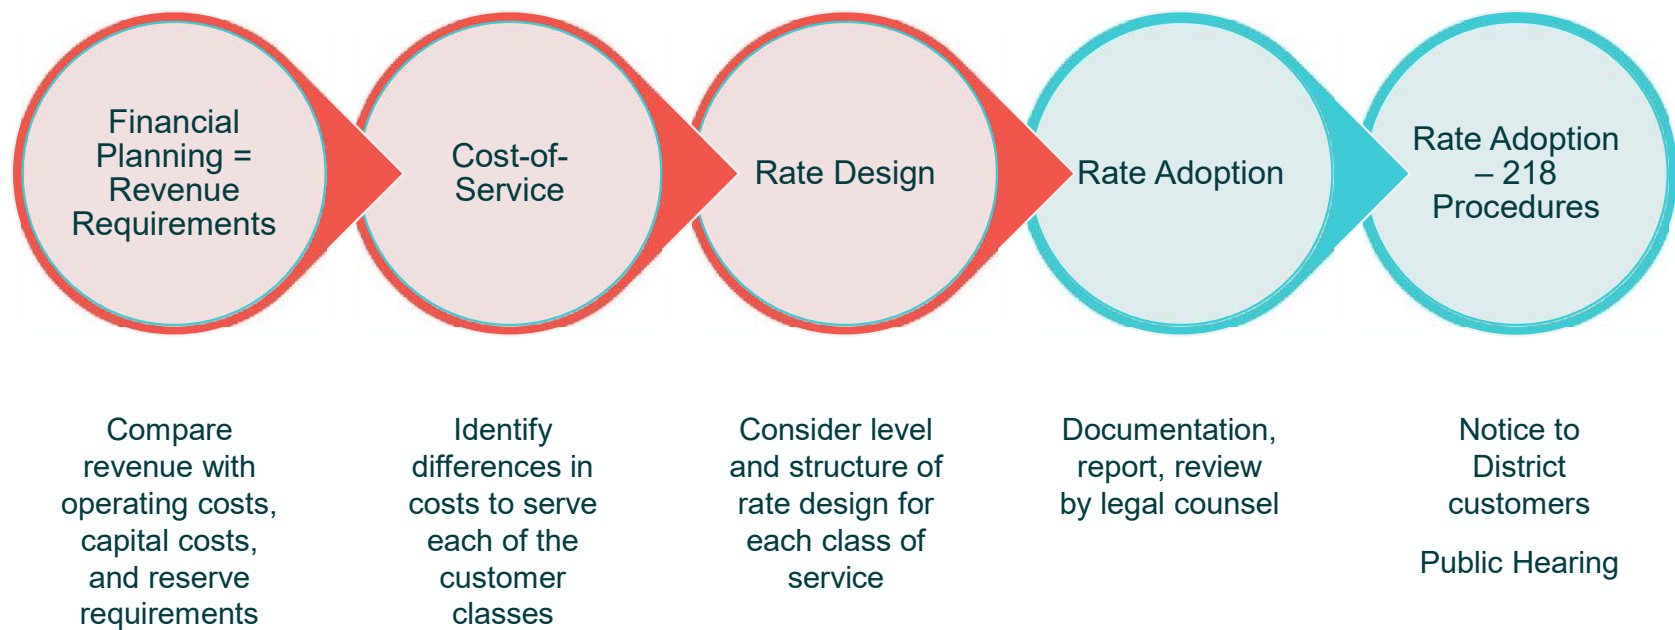 Financial
Planning =
Revenue
Requirements
Cost-of-
Service
Rate Design
Rate Adoption
Rate Adoption
– 218
Procedures
Compare
revenue with
operating costs,
capital costs,
and reserve
requirements
Identify
differences in
costs to serve
each of the
customer
classes
Consider level
and structure of
rate design for
each class of
service
Documentation,
report, review
by legal counsel
Notice to
District
customers
Public Hearing